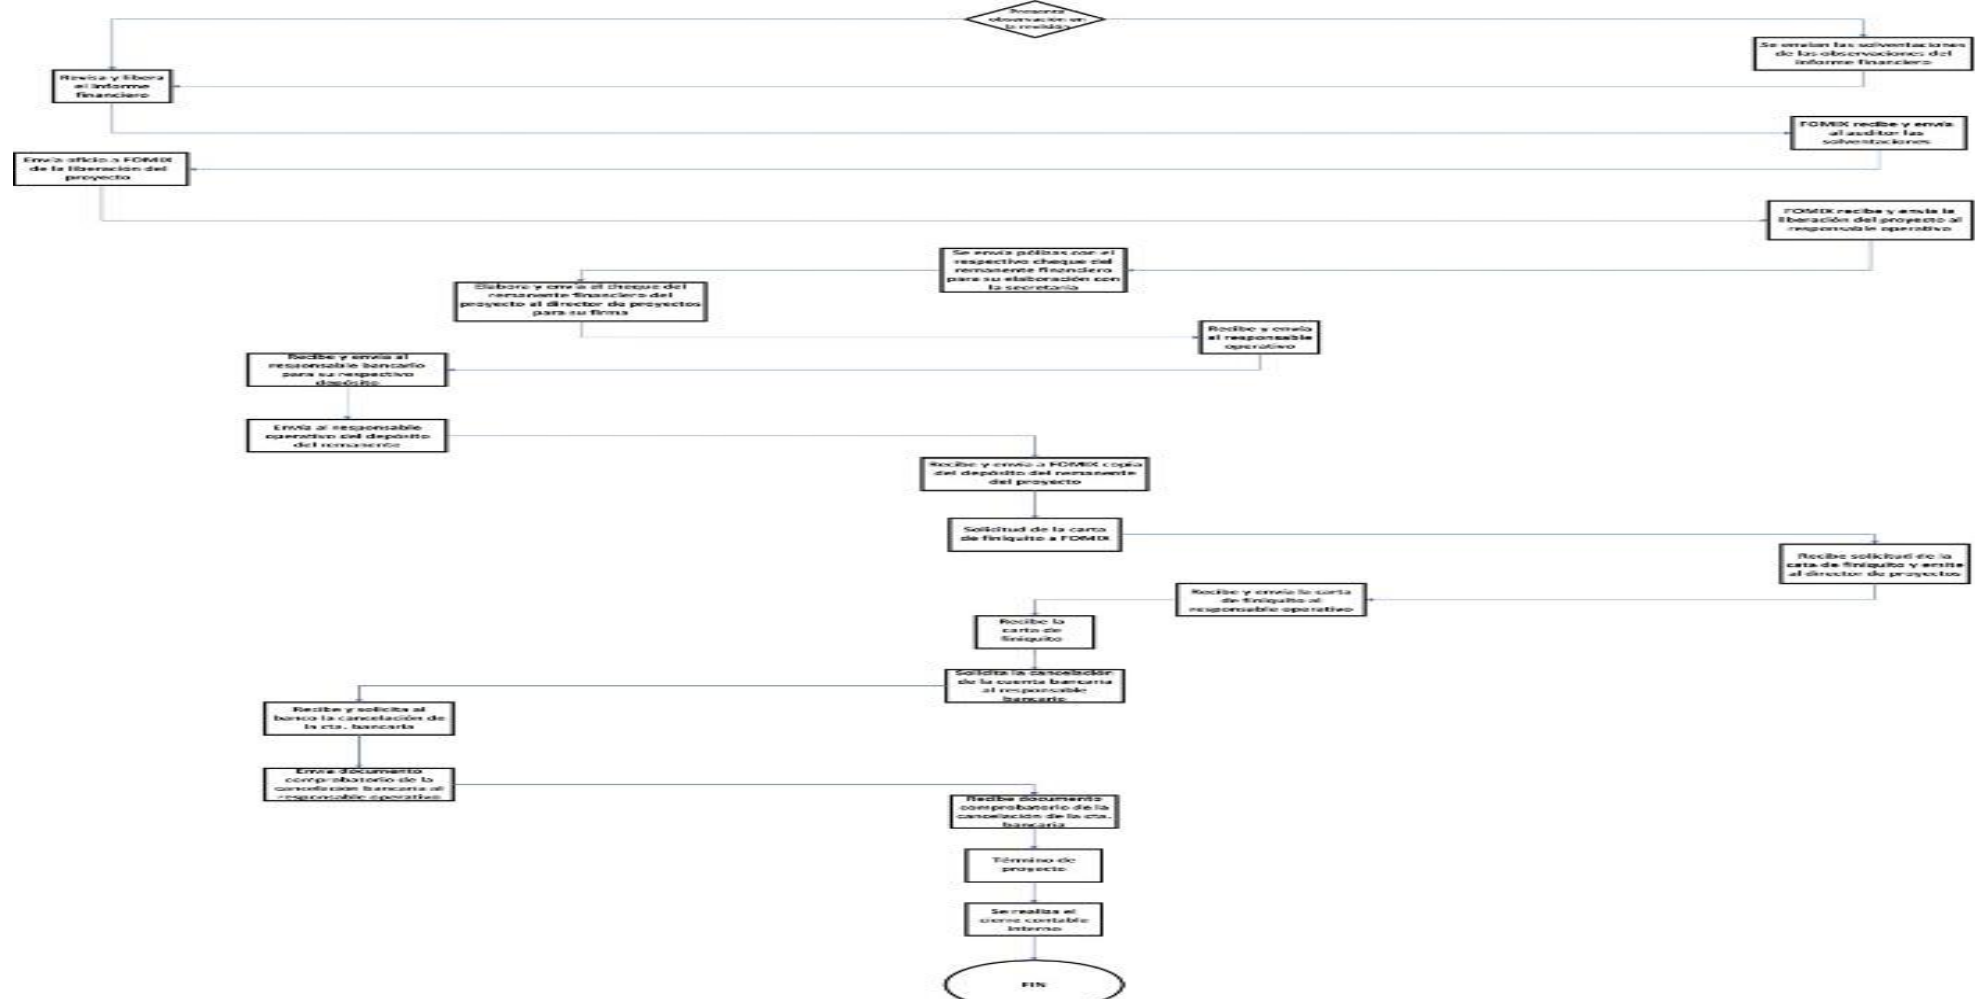 Presenta
observación en
la revisión
Se envían las solventaciones
de las observaciones del
informe financiero
Revisa y libera
el informe
financiero
FOMIX recibe y envía
al auditor las
solventaciones
Envía oficio a FOMIX
de la liberación del
proyecto
FOMIX recibe y envía la
liberación del proyecto al
responsable operativo
Se envía pólizas con el
respectivo cheque del
remanente financiero
para su elaboración con
la secretaria
Elabora y envía el cheque del
remanente financiero del
proyecto al director de proyectos
para su firma
Recibe y envía
al responsable
operativo
Recibe y envía al
responsable bancario
para su respectivo
depósito
Envía al responsable
operativo del depósito
del remanente
Recibe y envía a FOMIX copia
del depósito del remanente
del proyecto
Solicitud de la carta
de finiquito a FOMIX
Recibe solicitud de la
cata de finiquito y emite
al director de proyectos
Recibe y envía la carta
de finiquito al
responsable operativo
Recibe la
carta de
finiquito
Solicita la cancelación
de la cuenta bancaria
al responsable
bancario
Recibe y solicita al
banco la cancelación de
la cta. bancaria
Envía documento
comprobatorio de la
cancelación bancaria al
responsable operativo
Recibe documento
comprobatorio de la
cancelación de la cta.
bancaria
Término de
proyecto
Se realiza el
cierre contable
interno
FIN